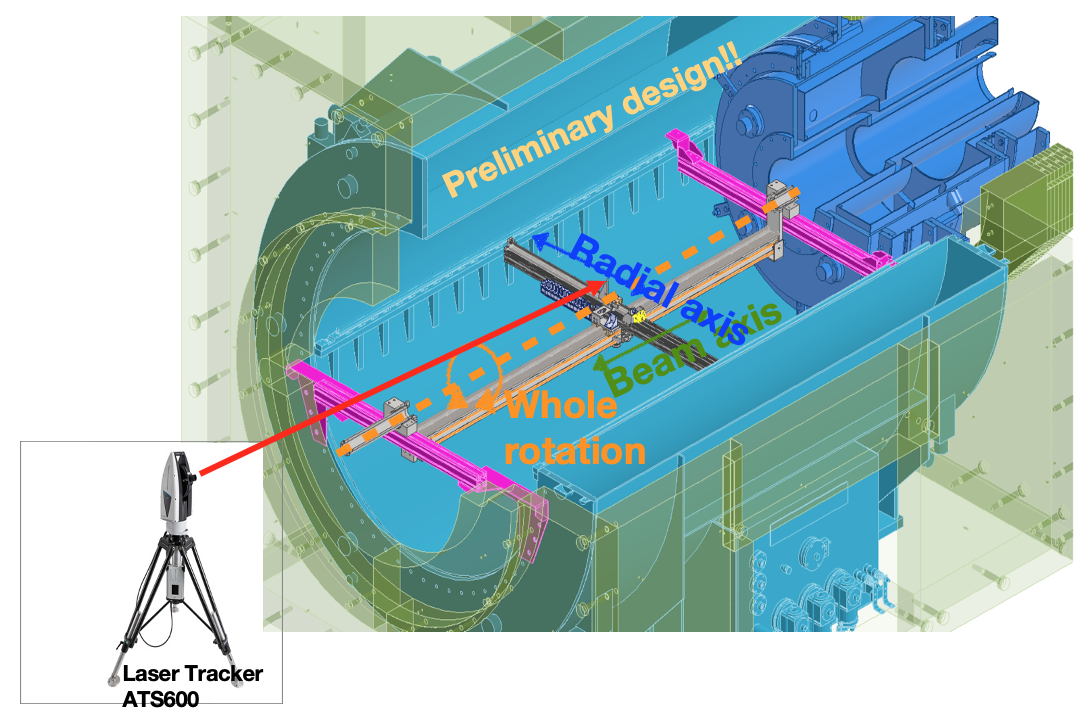 Preliminary design!!
Radial axis
Beam axis
Whole
rotation
Laser Tracker
ATS600